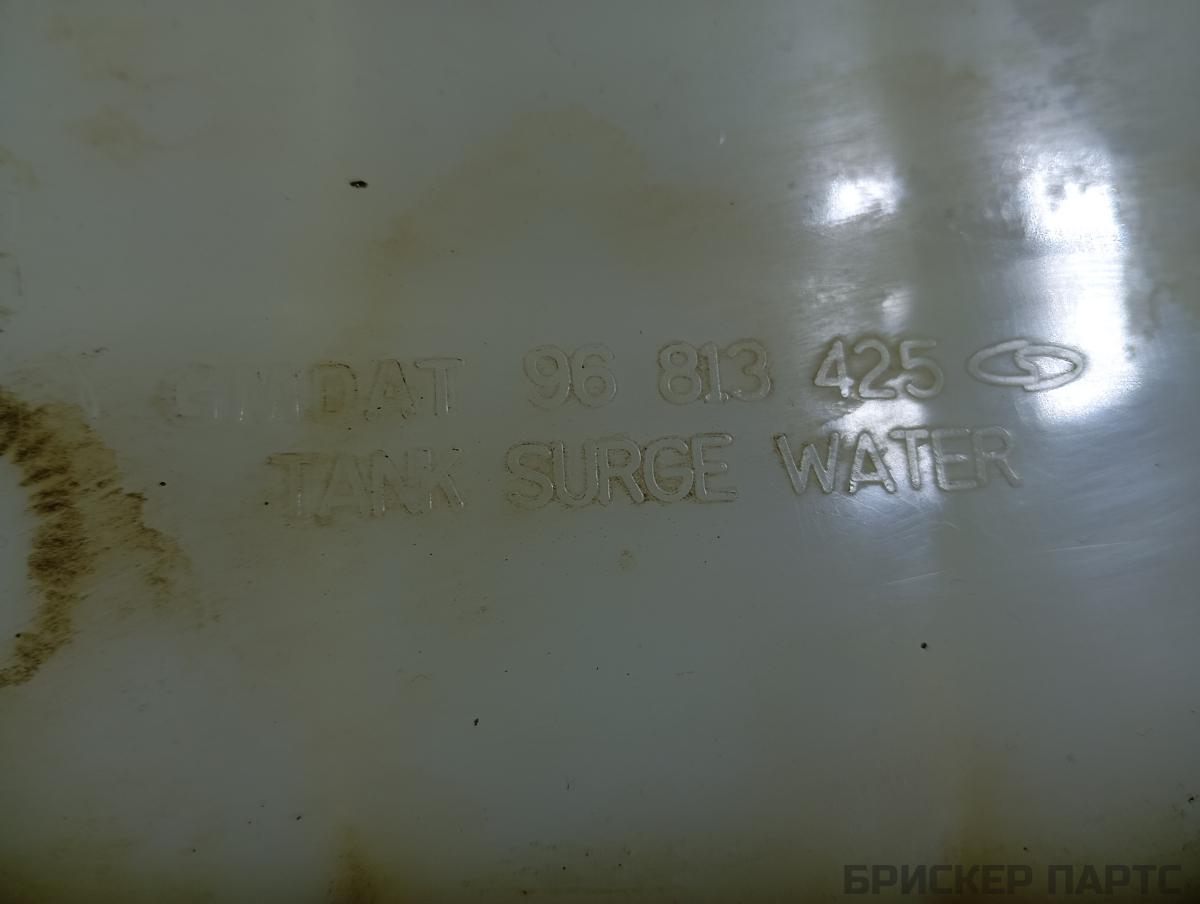 GMDAT 96 813 425
TANK SURGE WATER
БРИСКЕР ПАРТС